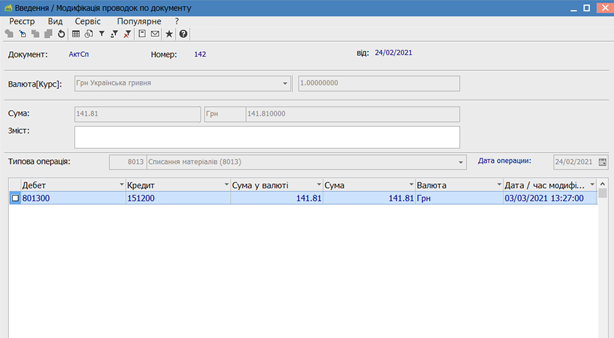 Введення / Модифікація проводок по документу
Реєстр Вид Сервіс Популярне ?
Документ: АктСп Номер: 142 від: 24/02/2021
Валюта[Курс]: Грн Українська гривня 1.00000000
Сума: 141.81 Грн 141.810000
Зміст:
Типова операція: 8013 Списання матеріалів (8013) Дата операции: 24/02/2021
Дебет Кредит Сума у валюті Сума Валюта Дата / час модифі...
801300 151200 141.81 141.81 Грн 03/03/2021 13:27:00